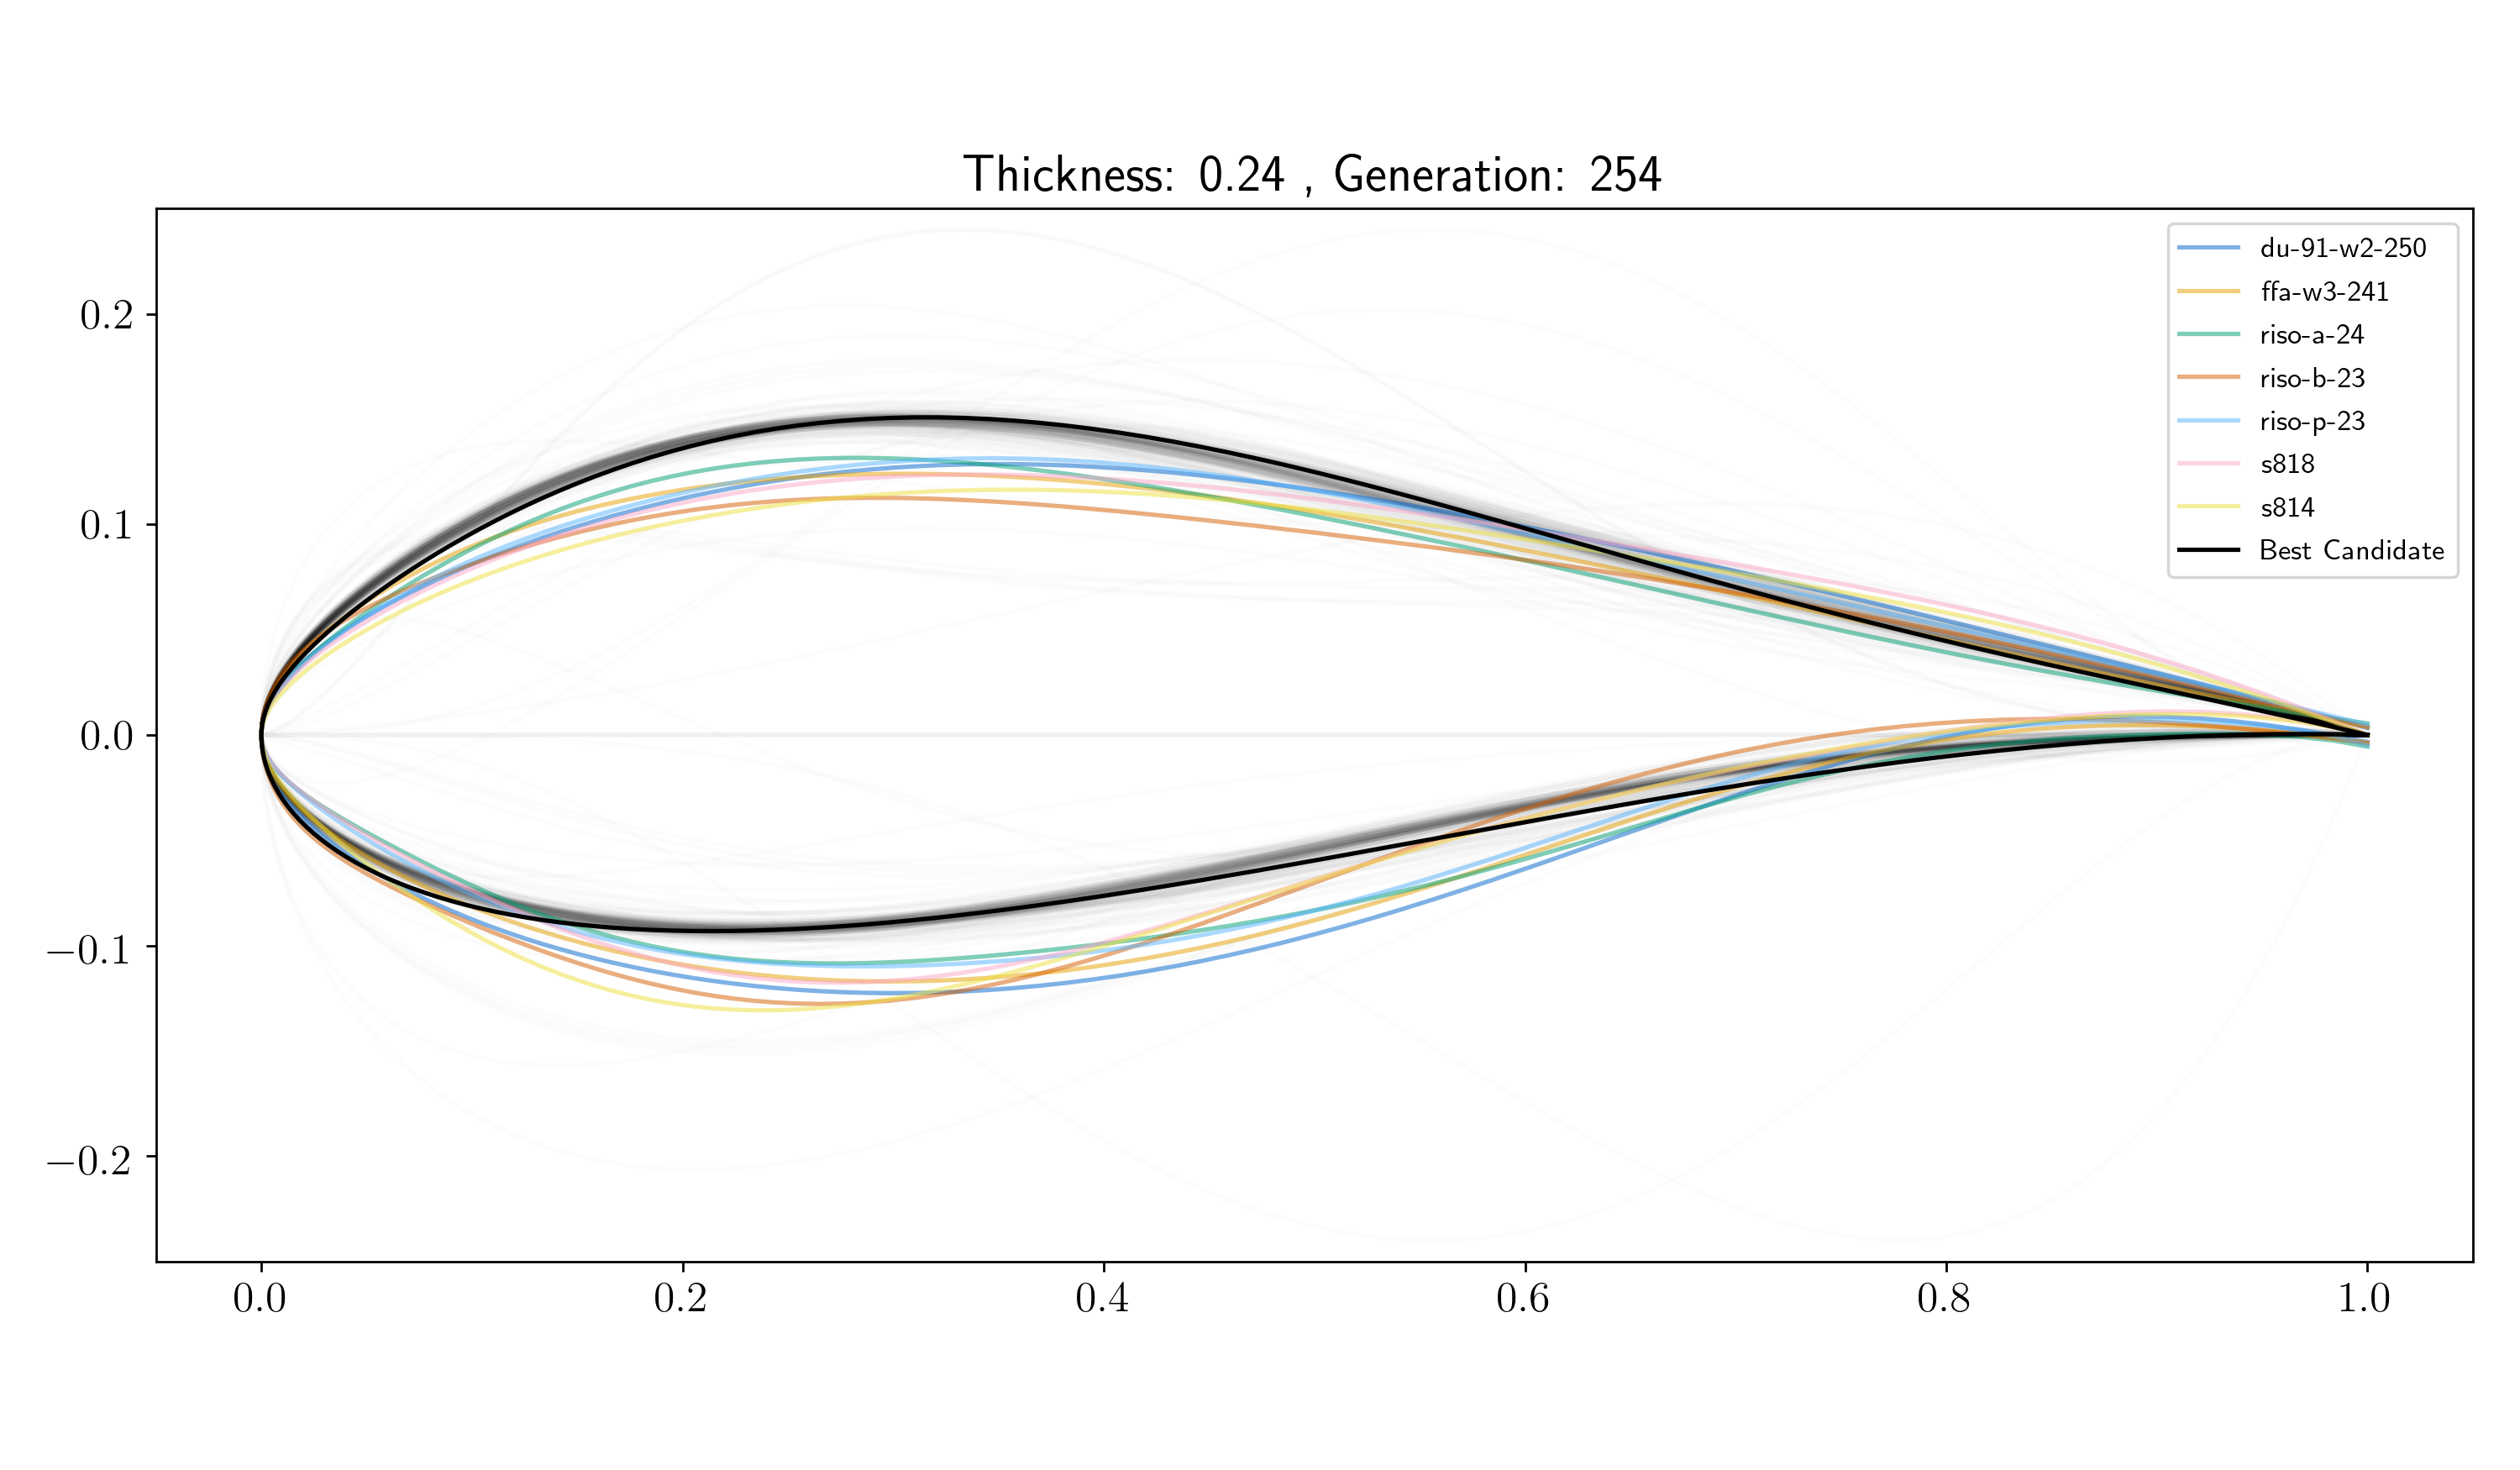 Thickness: 0.24 , Generation: 254
du-91-w2-250
ffa-w3-241
riso-a-24
riso-b-23
riso-p-23
s818
s814
Best Candidate
0.2
0.1
0.0
−0.1
−0.2
0.0 0.2 0.4 0.6 0.8 1.0